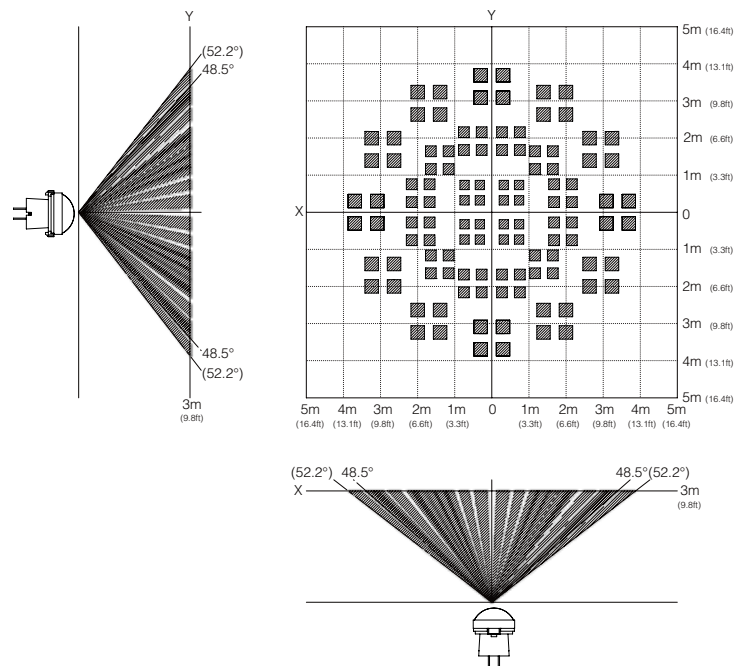 Y
(52.2°)
48.5°
48.5°
(52.2°)
3m
(9.8ft)
Y
5m (16.4ft)
4m (13.1ft)
3m (9.8ft)
2m (6.6ft)
1m (3.3ft)
X 0
1m (3.3ft)
2m (6.6ft)
3m (9.8ft)
4m (13.1ft)
5m (16.4ft)
5m 4m 3m 2m 1m 0 1m 2m 3m 4m 5m
(16.4ft) (13.1ft) (9.8ft) (6.6ft) (3.3ft) (3.3ft) (6.6ft) (9.8ft) (13.1ft) (16.4ft)
(52.2°) 48.5° 48.5° (52.2°)
X 3m
(9.8ft)